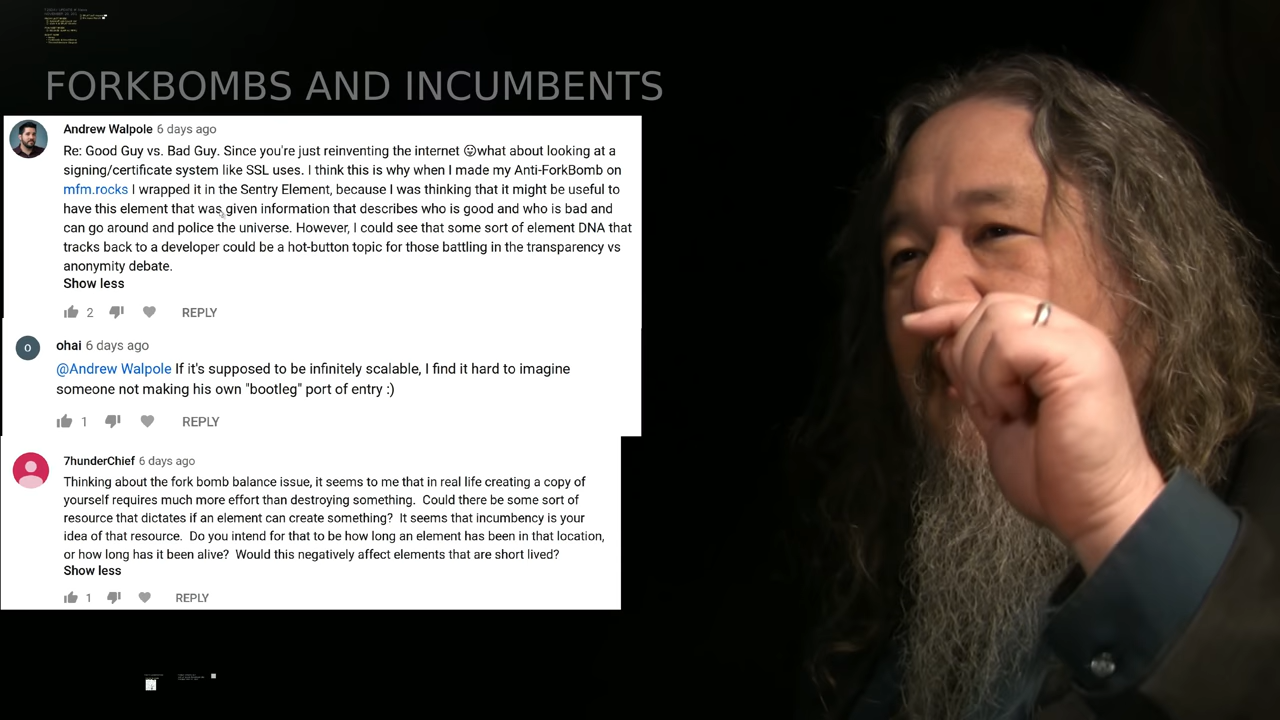 FORKBOMBS AND INCUMBENTS
Andrew Walpole 6 days ago
Re: Good Guy vs. Bad Guy. Since you're just reinventing the internet 😛what about looking at a
signing/certificate system like SSL uses. I think this is why when I made my Anti-ForkBomb on
mfm.rocks I wrapped it in the Sentry Element, because I was thinking that it might be useful to
have this element that was given information that describes who is good and who is bad and
can go around and police the universe. However, I could see that some sort of element DNA that
tracks back to a developer could be a hot-button topic for those battling in the transparency vs
anonymity debate.
Show less
2 REPLY
o
ohai 6 days ago
@Andrew Walpole If it's supposed to be infinitely scalable, I find it hard to imagine
someone not making his own "bootleg" port of entry :)
1 REPLY
7hunderChief 6 days ago
Thinking about the fork bomb balance issue, it seems to me that in real life creating a copy of
yourself requires much more effort than destroying something. Could there be some sort of
resource that dictates if an element can create something? It seems that incumbency is your
idea of that resource. Do you intend for that to be how long an element has been in that location,
or how long has it been alive? Would this negatively affect elements that are short lived?
Show less
1 REPLY